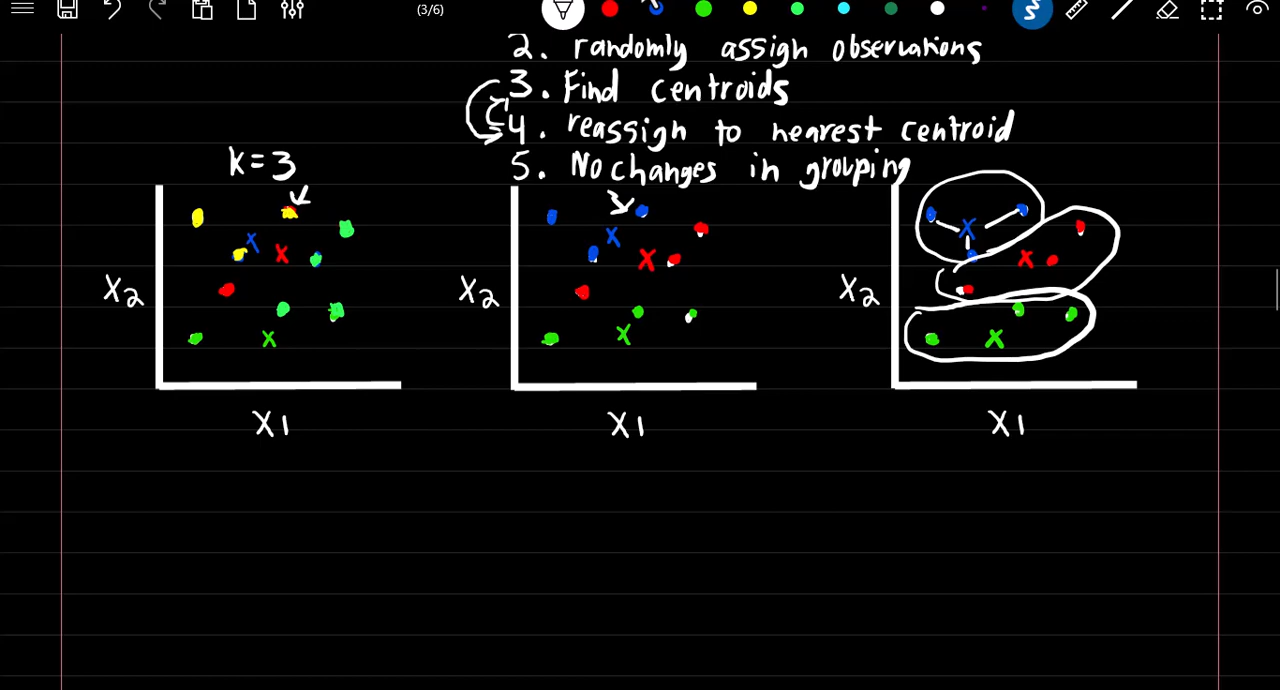 (3/6)
2. randomly assign observations
3. Find centroids
4. reassign to nearest centroid
5. No changes in grouping
K=3
X2
X1
X2
X1
X2
X1